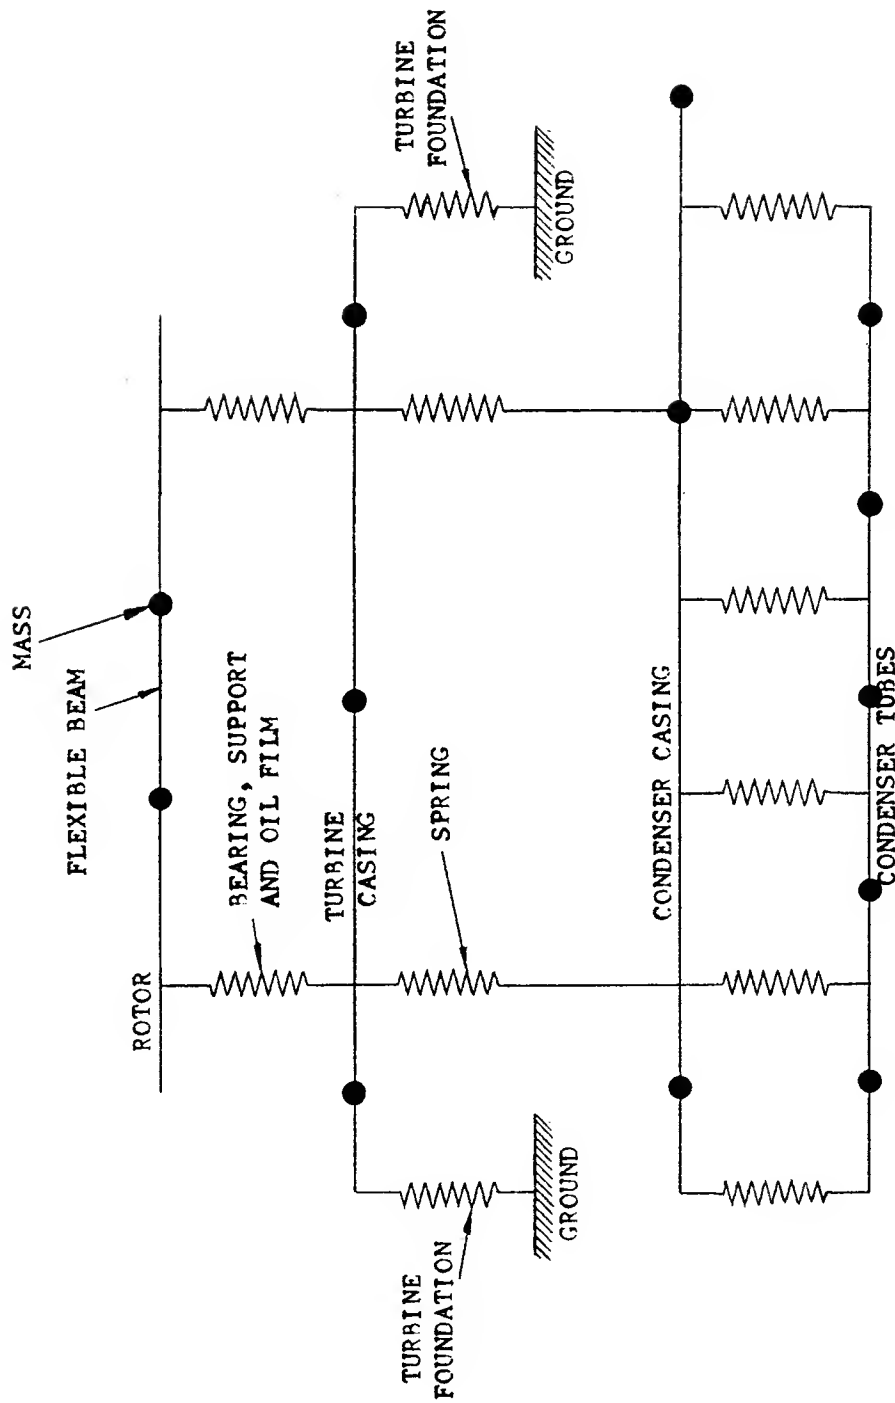 MASS
FLEXIBLE BEAM
ROTOR
BEARING, SUPPORT
AND OIL FILM
TURBINE
CASING
SPRING
TURBINE
FOUNDATION
GROUND
TURBINE
FOUNDATION
GROUND
CONDENSER CASING
CONDENSER TUBES